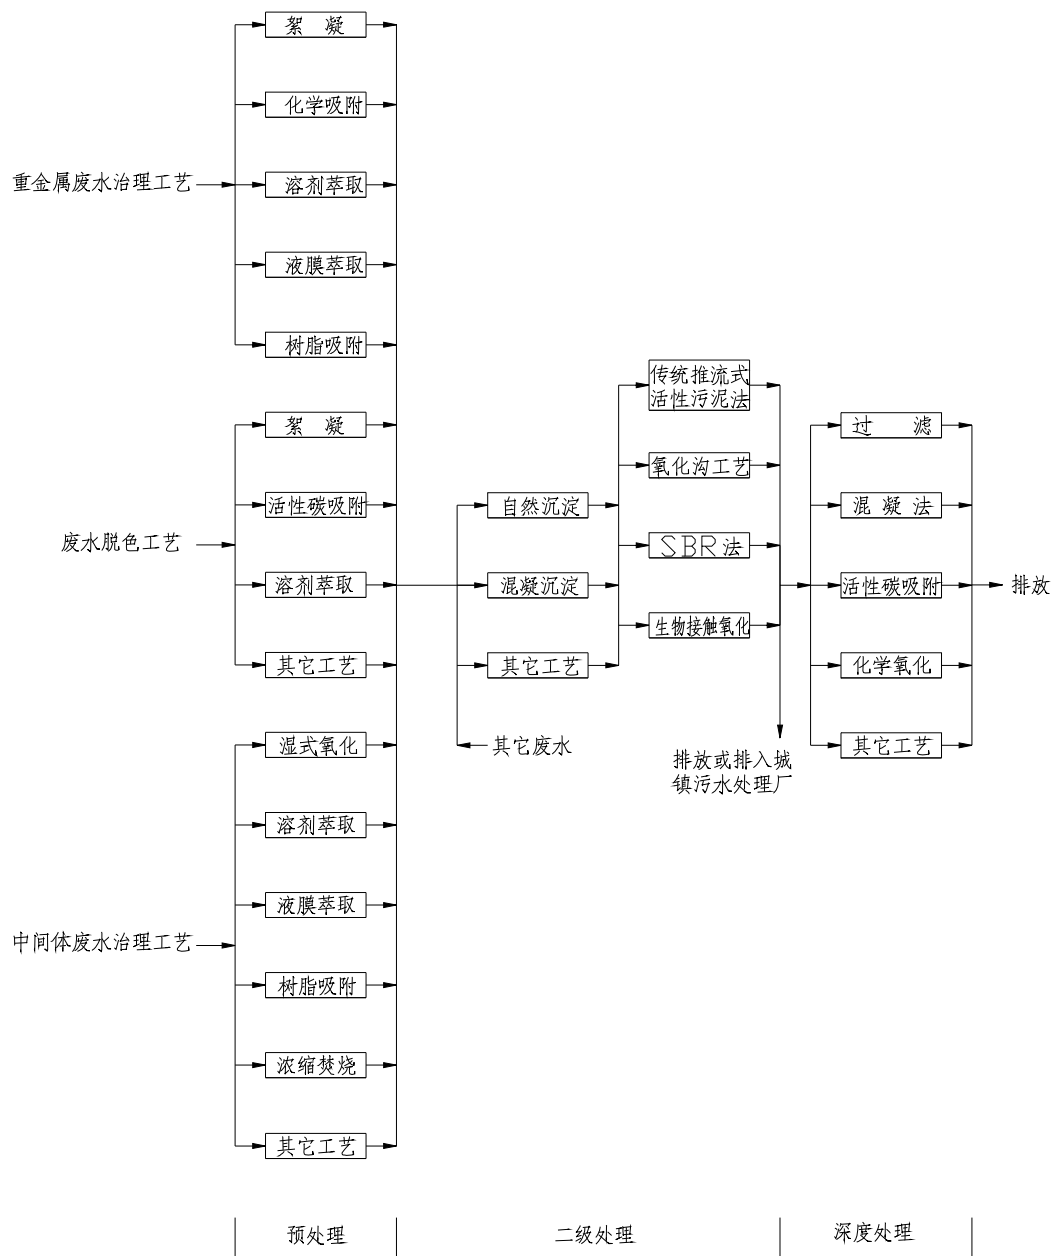 重金属废水治理工艺
絮凝
化学吸附
溶剂萃取
液膜萃取
树脂吸附
废水脱色工艺
絮凝
活性碳吸附
溶剂萃取
其它工艺
中间体废水治理工艺
湿式氧化
溶剂萃取
液膜萃取
树脂吸附
浓缩焚烧
其它工艺
自然沉淀
混凝沉淀
其它工艺
其它废水
传统推流式
活性污泥法
氧化沟工艺
SBR法
生物接触氧化
排放或排入城
镇污水处理厂
过滤
混凝法
活性碳吸附
化学氧化
其它工艺
排放
预处理
二级处理
深度处理